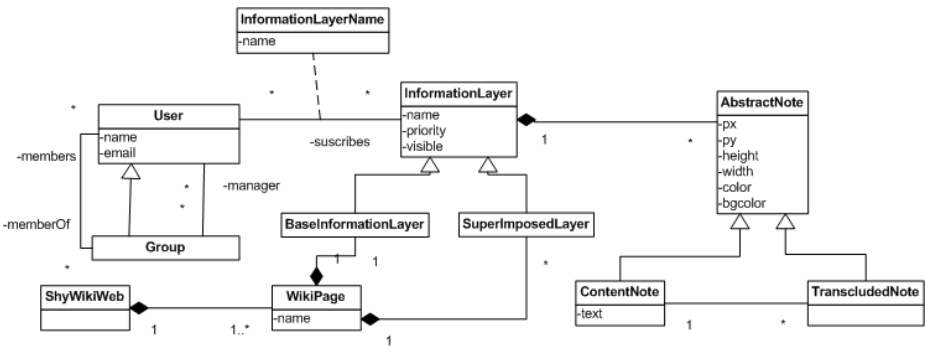 InformationLayerName
-name
InformationLayer
-name
-priority
-visible
AbstractNote
-px
-py
-height
-width
-color
-bgcolor
*
*
*
User
-name
-email
-suscribes
1
*
-members
-manager
*
*
-memberOf
Group
*
BaseInformationLayer
SuperImposedLayer
1
1
*
ShyWikiWeb
WikiPage
-name
1
1..*
1
ContentNote
-text
TranscludedNote
1
*